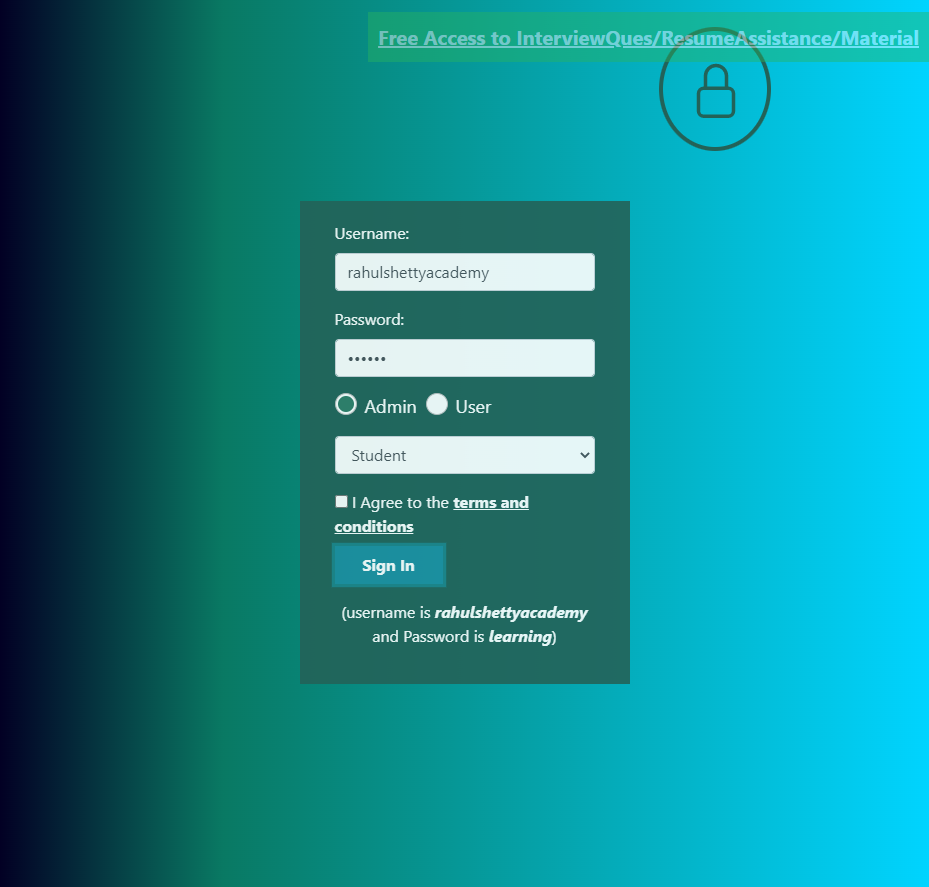 Free Access to InterviewQues/ResumeAssistance/Material
Username:
rahulshettyacademy
Password:
••••••
Admin User
Student
I Agree to the terms and
conditions
Sign In
(username is rahulshettyacademy
and Password is learning)